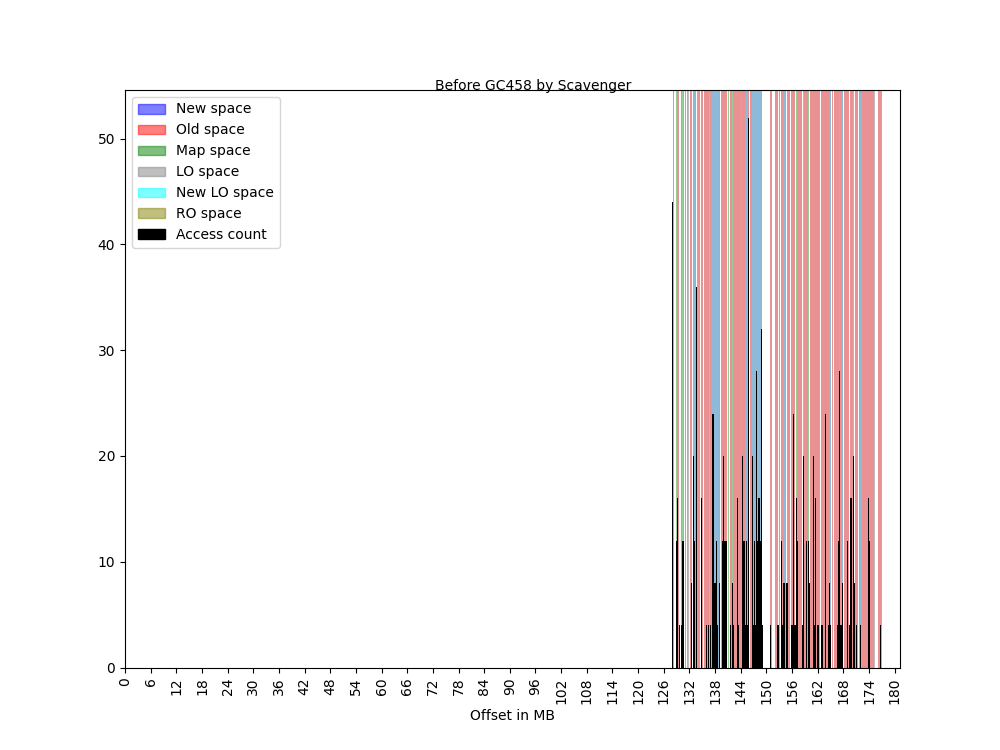 Before GC458 by Scavenger
New space
Old space
Map space
LO space
New LO space
RO space
Access count
50
40
30
20
10
0
0 6 12 18 24 30 36 42 48 54 60 66 72 78 84 90 96 102 108 114 120 126 132 138 144 150 156 162 168 174 180
Offset in MB